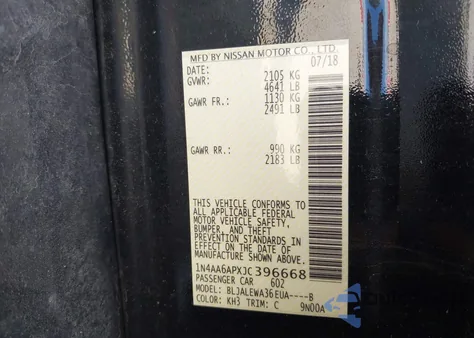 MFD BY NISSAN MOTOR CO., LTD.
DATE: 07/18
GVWR: 2105 KG
4641 LB
GAWR FR.: 1130 KG
2491 LB
GAWR RR.: 990 KG
2183 LB
THIS VEHICLE CONFORMS TO
ALL APPLICABLE FEDERAL
MOTOR VEHICLE SAFETY,
BUMPER, AND THEFT
PREVENTION STANDARDS IN
EFFECT ON THE DATE OF
MANUFACTURE SHOWN ABOVE.
1N4AA6APXJC396668
PASSENGER CAR 602
MODEL: BLJALEWA36EUA----B
COLOR: KH3 TRIM: C 9N00A